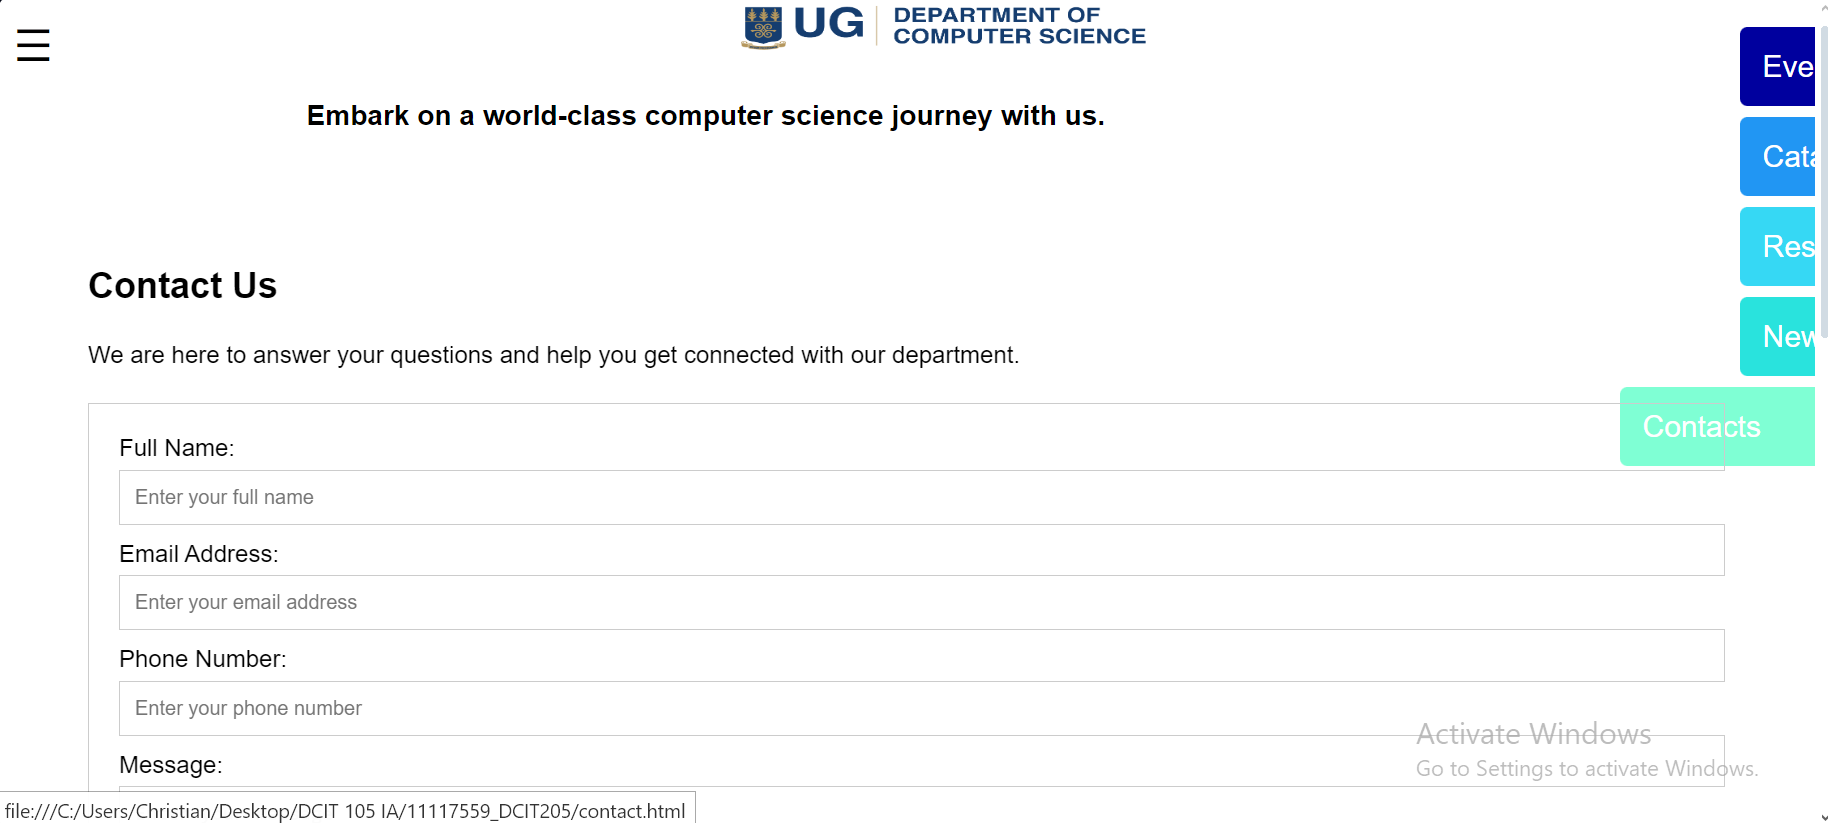 ☰
UG
DEPARTMENT OF
COMPUTER SCIENCE
Embark on a world-class computer science journey with us.
Eve
Cata
Res
New
Contacts
Contact Us
We are here to answer your questions and help you get connected with our department.
Full Name:
Enter your full name
Email Address:
Enter your email address
Phone Number:
Enter your phone number
Message:
Activate Windows
Go to Settings to activate Windows.
file:///C:/Users/Christian/Desktop/DCIT 105 IA/11117559_DCIT205/contact.html